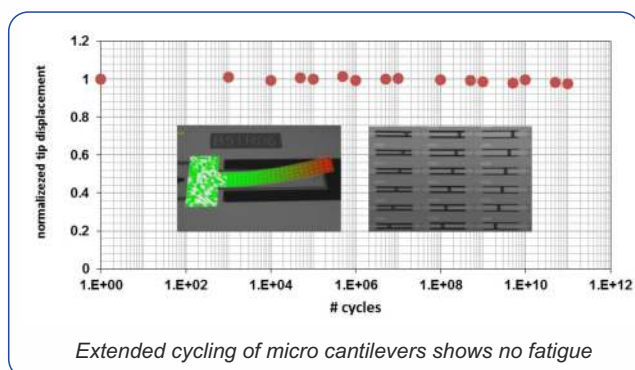 1.2
1
0.8
0.6
0.4
0.2
0
normalizezed tip displacement
1.E+00 1.E+02 1.E+04 1.E+06 1.E+08 1.E+10 1.E+12
# cycles
Extended cycling of micro cantilevers shows no fatigue